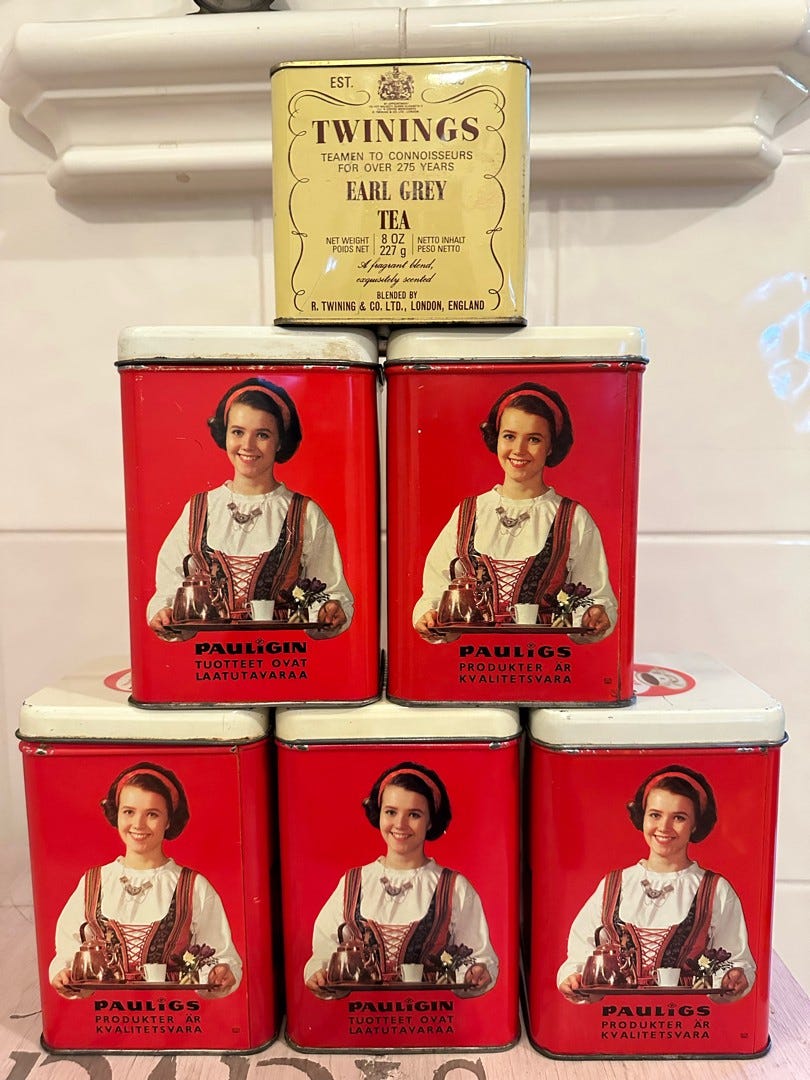 EST.
TWININGS
TEAMEN TO CONNOISSEURS
FOR OVER 275 YEARS
EARL GREY
TEA
NET WEIGHT 8 OZ NETTO INHALT
POIDS NET 227 g PESO NETTO
A fragrant blend,
exquisitely scented
BLENDED BY
R. TWINING & CO. LTD., LONDON, ENGLAND
PAULiGIN
TUOTTEET OVAT
LAATUTAVARAA
PAULiGS
PRODUKTER ÄR
KVALITETSVARA
PAULiGS
PRODUKTER ÄR
KVALITETSVARA
PAULiGIN
TUOTTEET OVAT
LAATUTAVARAA
PAULiGS
PRODUKTER ÄR
KVALITETSVARA